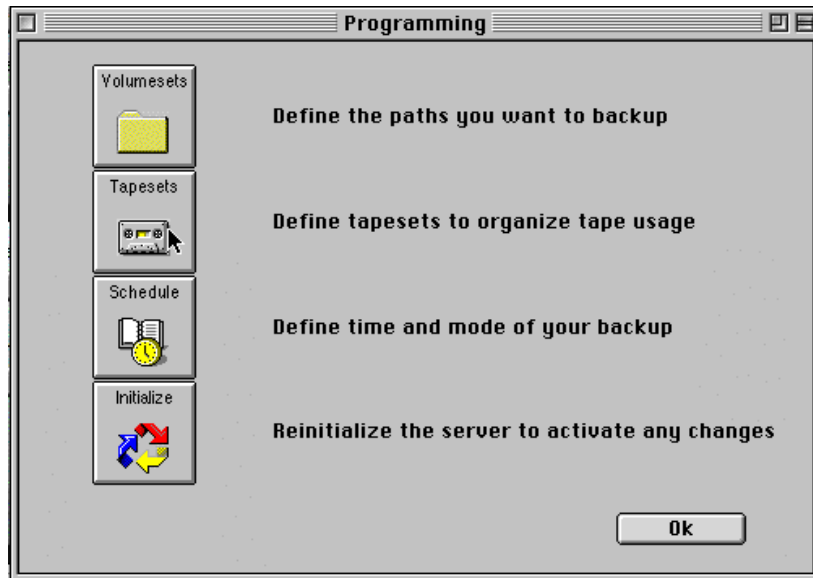 Programming
Volumesets
Define the paths you want to backup
Tapesets
Define tapesets to organize tape usage
Schedule
Define time and mode of your backup
Initialize
Reinitialize the server to activate any changes
Ok